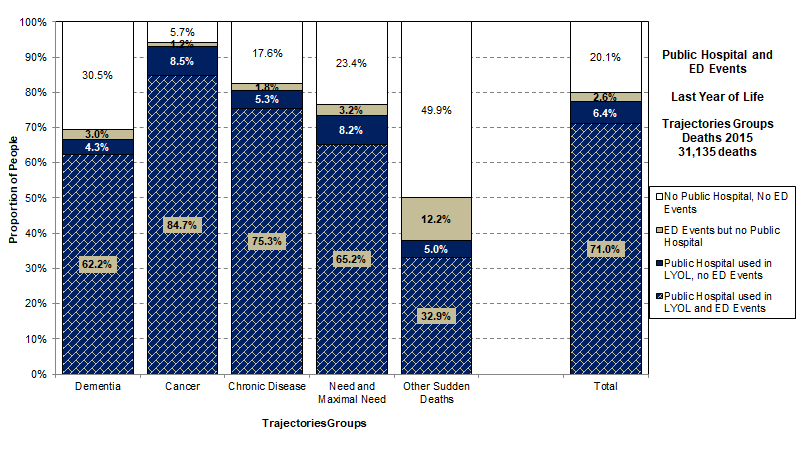 100%
90%
80%
70%
60%
50%
40%
30%
20%
10%
0%
Proportion of People
30.5%
3.0%
4.3%
62.2%
5.7%
1.2%
8.5%
84.7%
17.6%
1.8%
5.3%
75.3%
23.4%
3.2%
8.2%
65.2%
49.9%
12.2%
5.0%
32.9%
20.1%
2.6%
6.4%
71.0%
Dementia
Cancer
Chronic Disease
Need and
Maximal Need
Other Sudden
Deaths
Total
TrajectoriesGroups
Public Hospital and
ED Events
Last Year of Life
Trajectories Groups
Deaths 2015
31,135 deaths
No Public Hospital, No ED
Events
ED Events but no Public
Hospital
Public Hospital used in
LYOL, no ED Events
Public Hospital used in
LYOL and ED Events